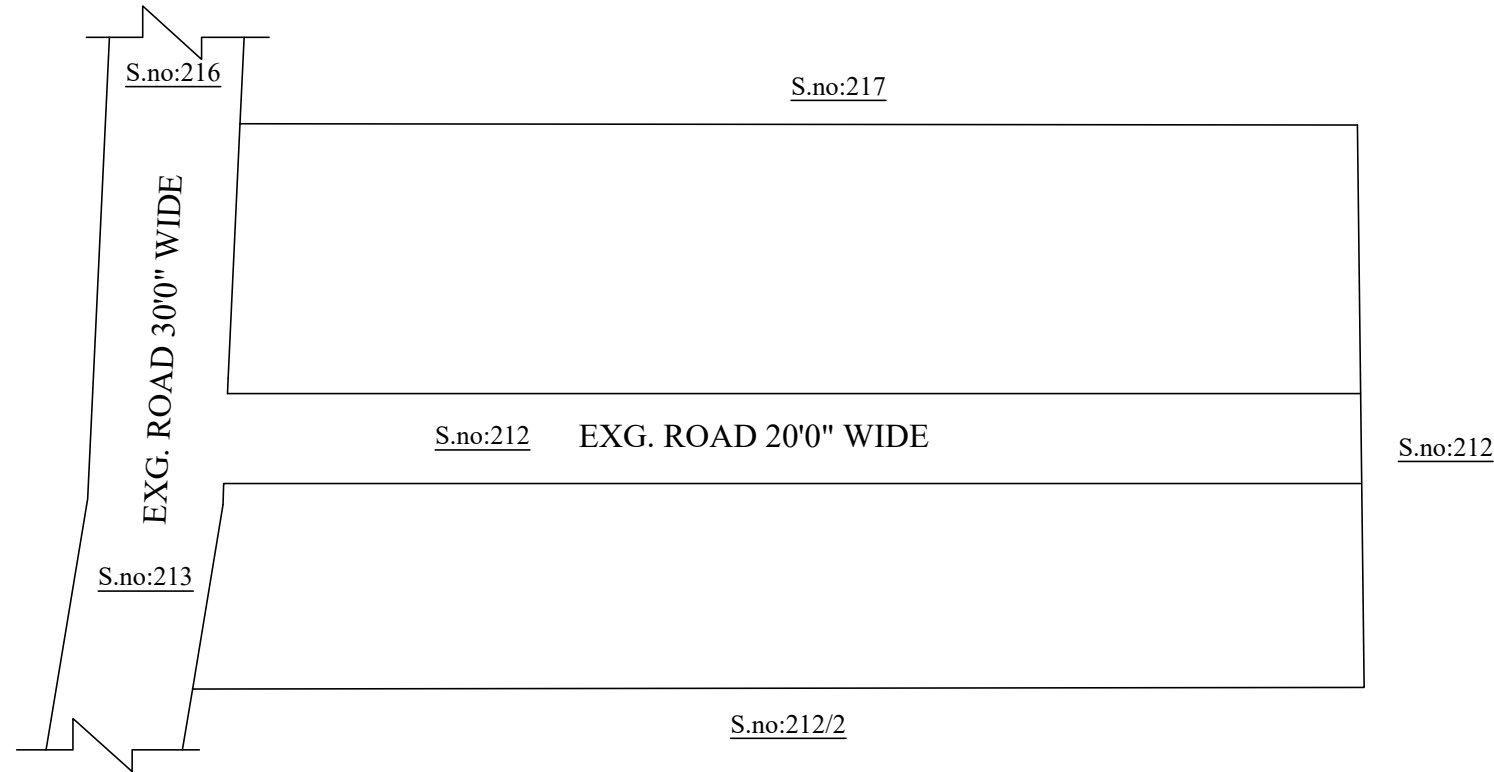 S.no:216
S.no:217
EXG. ROAD 30'0" WIDE
S.no:212
EXG. ROAD 20'0" WIDE
S.no:212
S.no:213
S.no:212/2